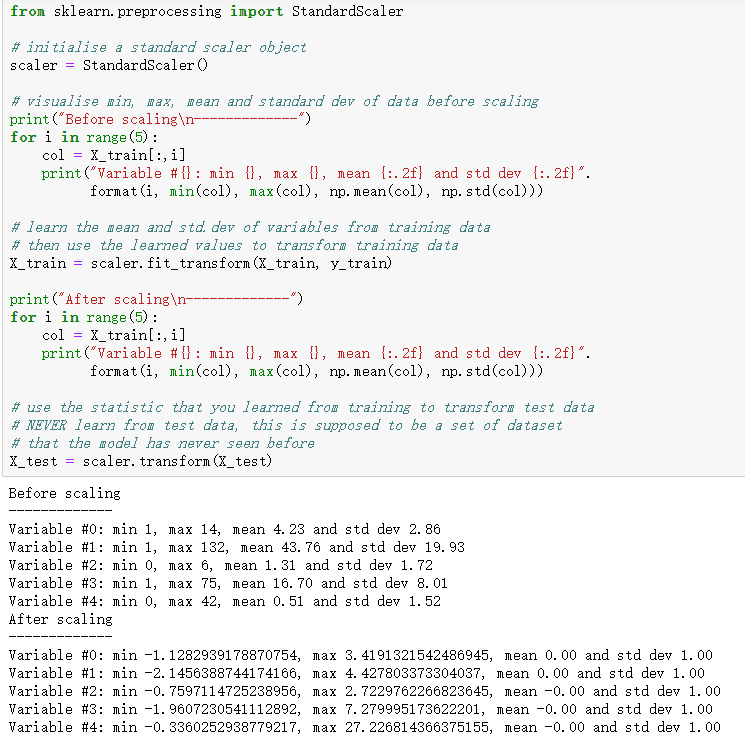 from sklearn.preprocessing import StandardScaler
# initialise a standard scaler object
scaler = StandardScaler()
# visualise min, max, mean and standard dev of data before scaling
print("Before scaling\n-------------")
for i in range(5):
    col = X_train[:,i]
    print("Variable #{}: min {}, max {}, mean {:.2f} and std dev {:.2f}".
          format(i, min(col), max(col), np.mean(col), np.std(col)))
# learn the mean and std.dev of variables from training data
# then use the learned values to transform training data
X_train = scaler.fit_transform(X_train, y_train)
print("After scaling\n-------------")
for i in range(5):
    col = X_train[:,i]
    print("Variable #{}: min {}, max {}, mean {:.2f} and std dev {:.2f}".
          format(i, min(col), max(col), np.mean(col), np.std(col)))
# use the statistic that you learned from training to transform test data
# NEVER learn from test data, this is supposed to be a set of dataset
# that the model has never seen before
X_test = scaler.transform(X_test)
Before scaling
-------------
Variable #0: min 1, max 14, mean 4.23 and std dev 2.86
Variable #1: min 1, max 132, mean 43.76 and std dev 19.93
Variable #2: min 0, max 6, mean 1.31 and std dev 1.72
Variable #3: min 1, max 75, mean 16.70 and std dev 8.01
Variable #4: min 0, max 42, mean 0.51 and std dev 1.52
After scaling
-------------
Variable #0: min -1.1282939178870754, max 3.4191321542486945, mean 0.00 and std dev 1.00
Variable #1: min -2.1456388744174166, max 4.427803373304037, mean 0.00 and std dev 1.00
Variable #2: min -0.7597114725238956, max 2.7229762266823645, mean -0.00 and std dev 1.00
Variable #3: min -1.9607230541112892, max 7.279995173622201, mean -0.00 and std dev 1.00
Variable #4: min -0.3360252938779217, max 27.226814366375155, mean -0.00 and std dev 1.00